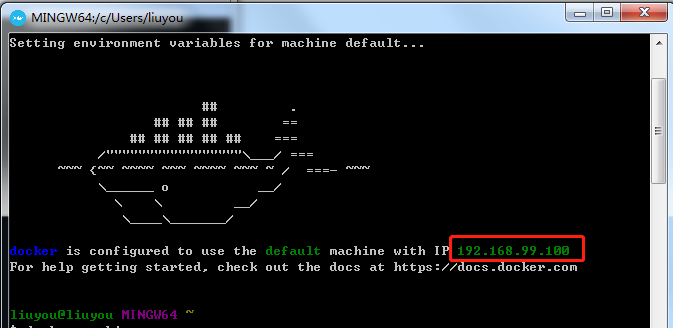 MINGW64:/c/Users/liuyou
Setting environment variables for machine default...
## .
## ## ## ==
## ## ## ## ## ===
/"""""""""""""""""\___/ ===
~~~ {~~ ~~~~ ~~~ ~~~~ ~~~ ~ / ===- ~~~
\______ o __/
\ \ __/
\____\_______/
docker is configured to use the default machine with IP 192.168.99.100
For help getting started, check out the docs at https://docs.docker.com
liuyou@liuyou MINGW64 ~